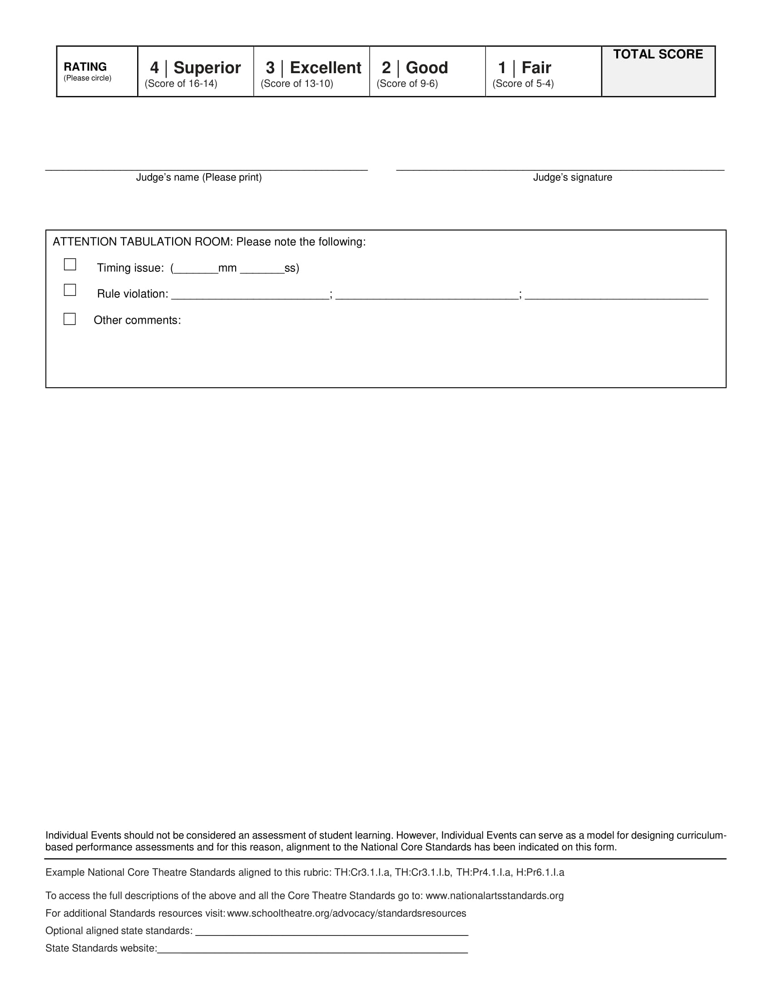 RATING
(Please circle)
4 | Superior
(Score of 16-14)
3 | Excellent
(Score of 13-10)
2 | Good
(Score of 9-6)
1 | Fair
(Score of 5-4)
TOTAL SCORE
Judge’s name (Please print)
Judge’s signature
ATTENTION TABULATION ROOM: Please note the following:
Timing issue: (_______mm _______ss)
Rule violation: _________________________; _____________________________; _____________________________
Other comments:
Individual Events should not be considered an assessment of student learning. However, Individual Events can serve as a model for designing curriculum-
based performance assessments and for this reason, alignment to the National Core Standards has been indicated on this form.
Example National Core Theatre Standards aligned to this rubric: TH:Cr3.1.I.a, TH:Cr3.1.I.b, TH:Pr4.1.I.a, H:Pr6.1.I.a
To access the full descriptions of the above and all the Core Theatre Standards go to: www.nationalartsstandards.org
For additional Standards resources visit: www.schooltheatre.org/advocacy/standardsresources
Optional aligned state standards: ______________________________________________
State Standards website:____________________________________________________